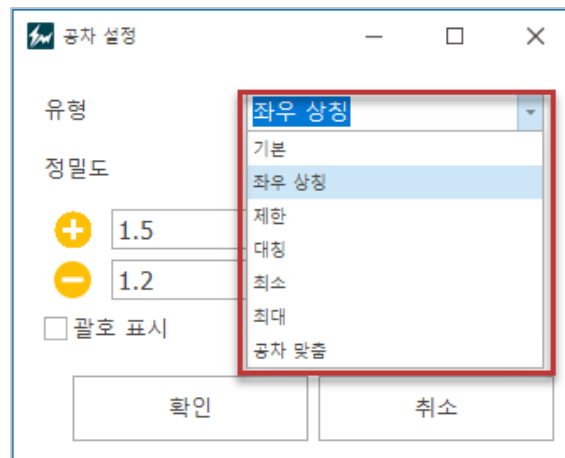 공차 설정
유형
좌우 상칭
기본
정밀도
좌우 상칭
제한
1.5
대칭
1.2
최소
괄호 표시
최대
공차 맞춤
확인
취소